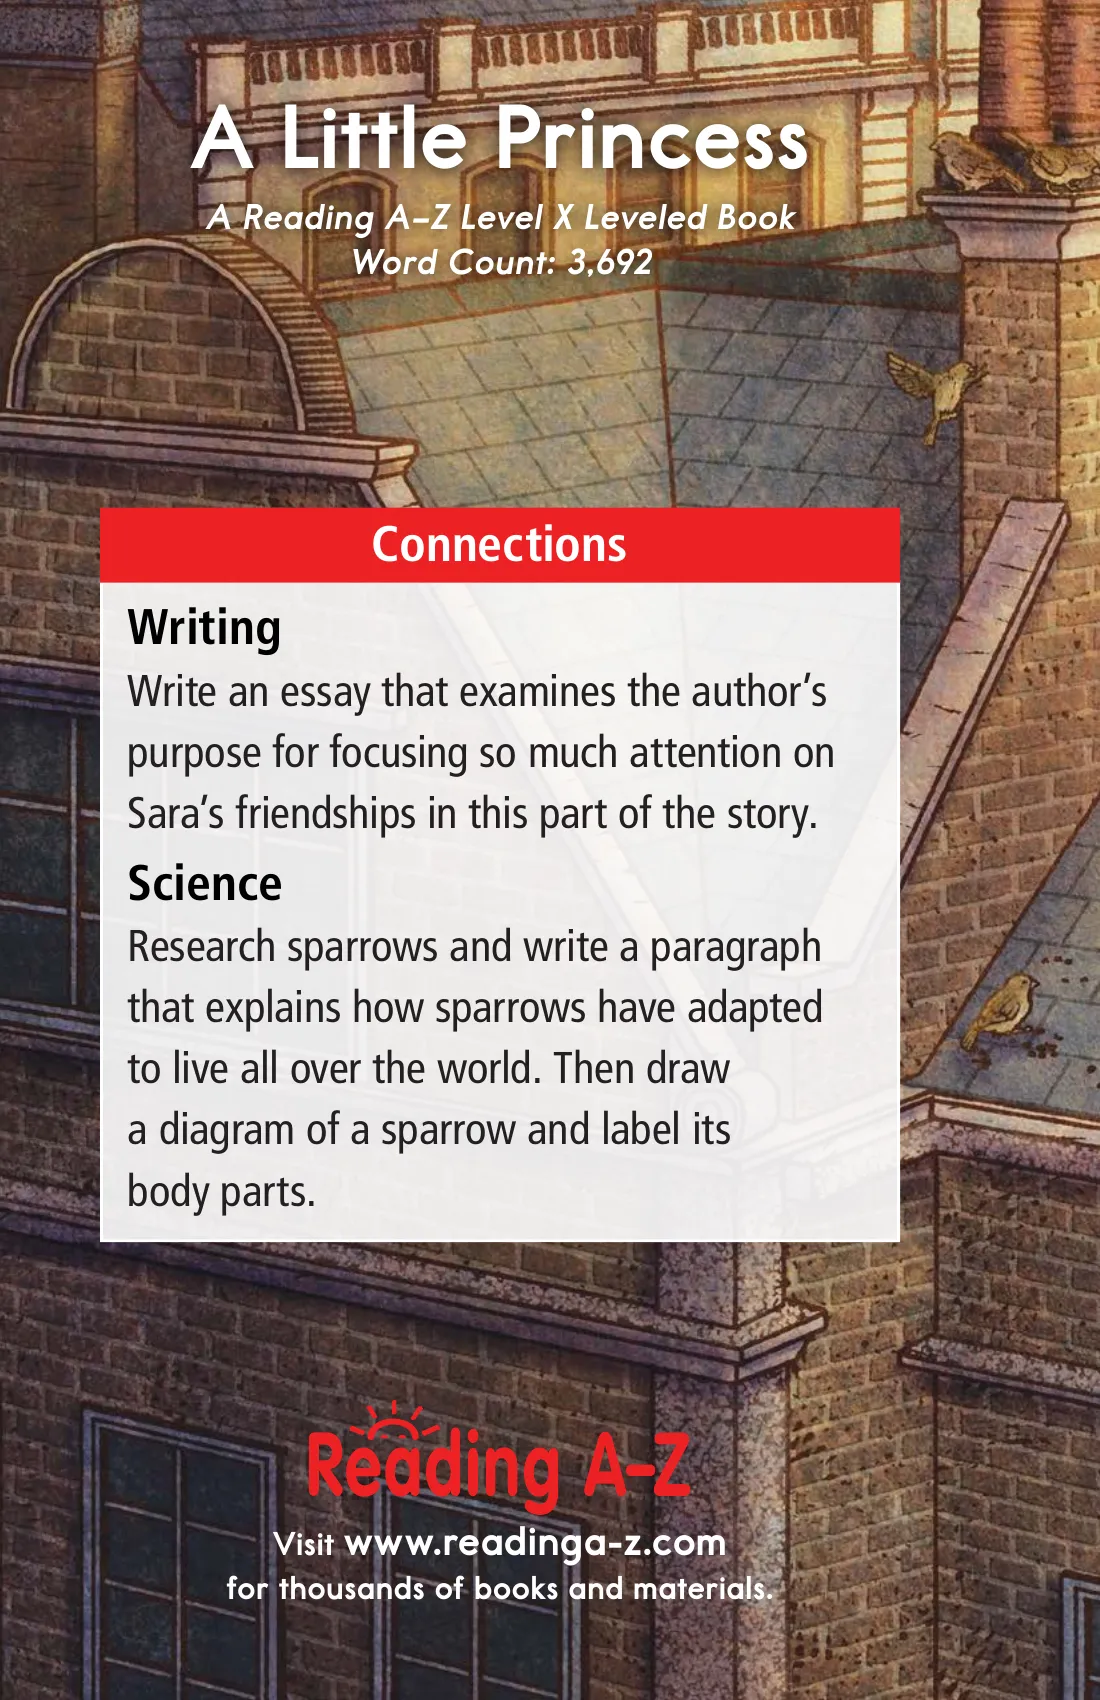 A Little Princess
A Reading A–Z Level X Leveled Book
Word Count: 3,692
Connections
Writing
Write an essay that examines the author's
purpose for focusing so much attention on
Sara's friendships in this part of the story.
Science
Research sparrows and write a paragraph
that explains how sparrows have adapted
to live all over the world. Then draw
a diagram of a sparrow and label its
body parts.
Reading A–Z
Visit www.readinga-z.com
for thousands of books and materials.